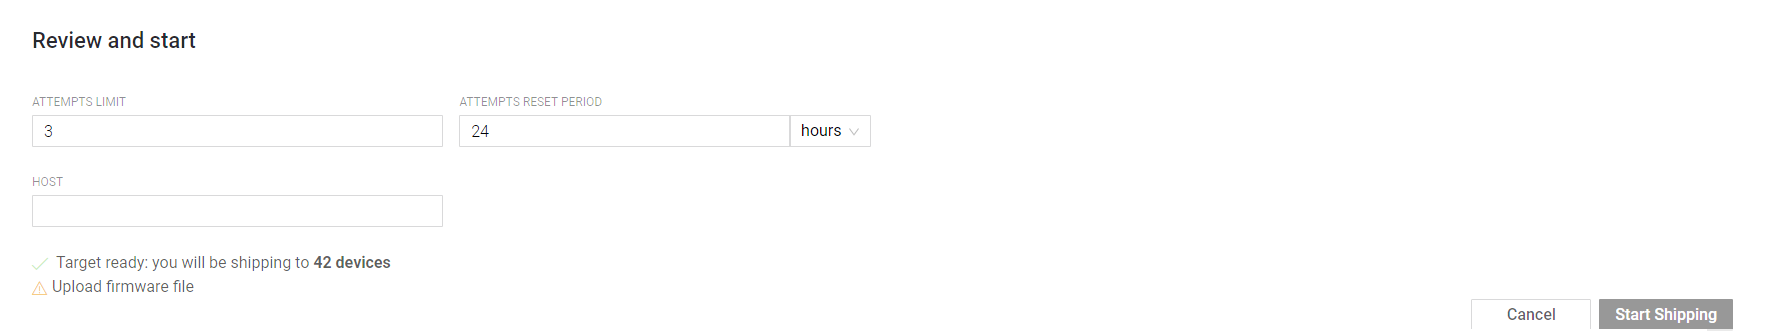 Review and start
ATTEMPTS LIMIT
ATTEMPTS RESET PERIOD
3
24
hours
HOST
Target ready: you will be shipping to 42 devices
Upload firmware file
Cancel
Start Shipping